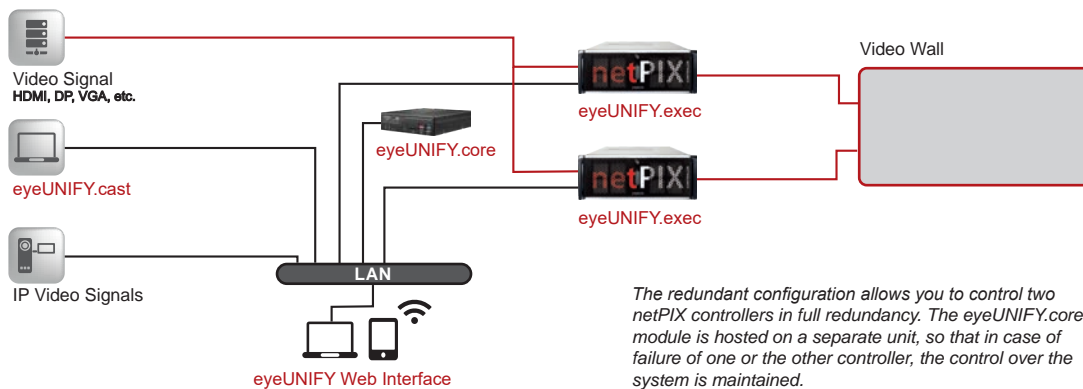 Video Signal
HDMI, DP, VGA, etc.
eyeUNIFY.cast
IP Video Signals
netPIX
eyeUNIFY.exec
eyeUNIFY.core
netPIX
eyeUNIFY.exec
Video Wall
LAN
eyeUNIFY Web Interface
The redundant configuration allows you to control two
netPIX controllers in full redundancy. The eyeUNIFY.core
module is hosted on a separate unit, so that in case of
failure of one or the other controller, the control over the
system is maintained.